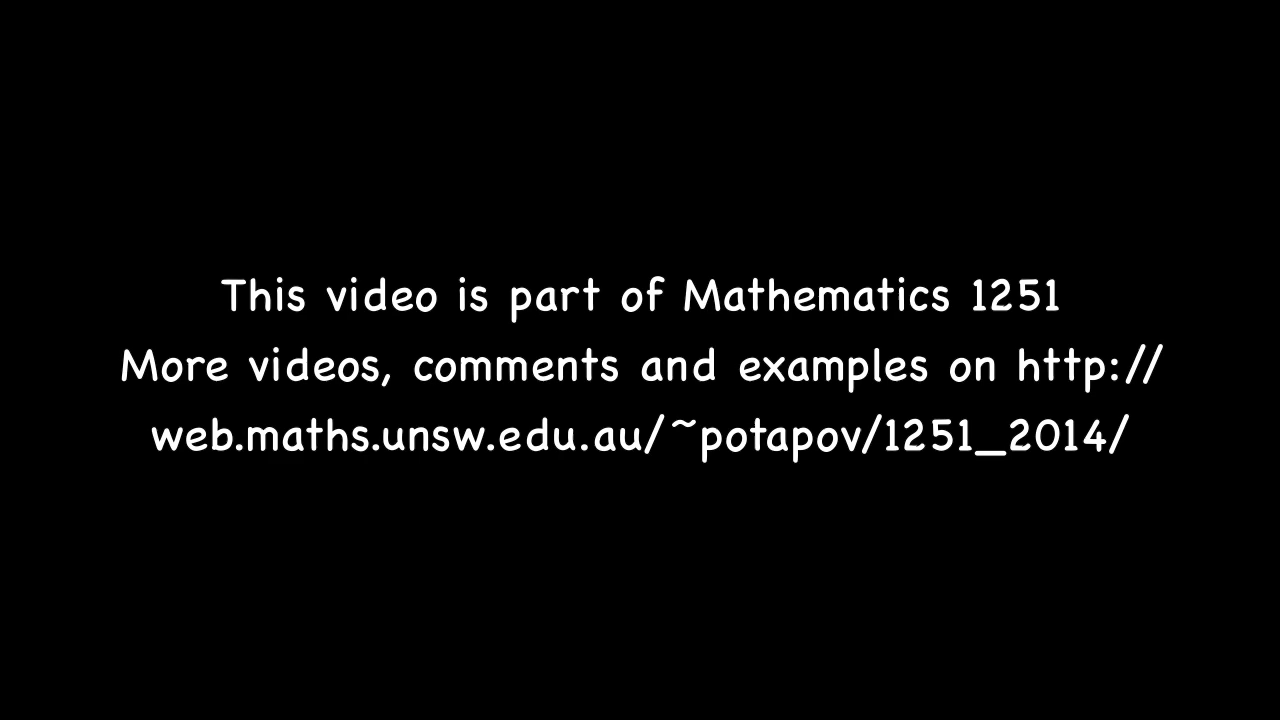 This video is part of Mathematics 1251
More videos, comments and examples on http://
web.maths.unsw.edu.au/~potapov/1251_2014/